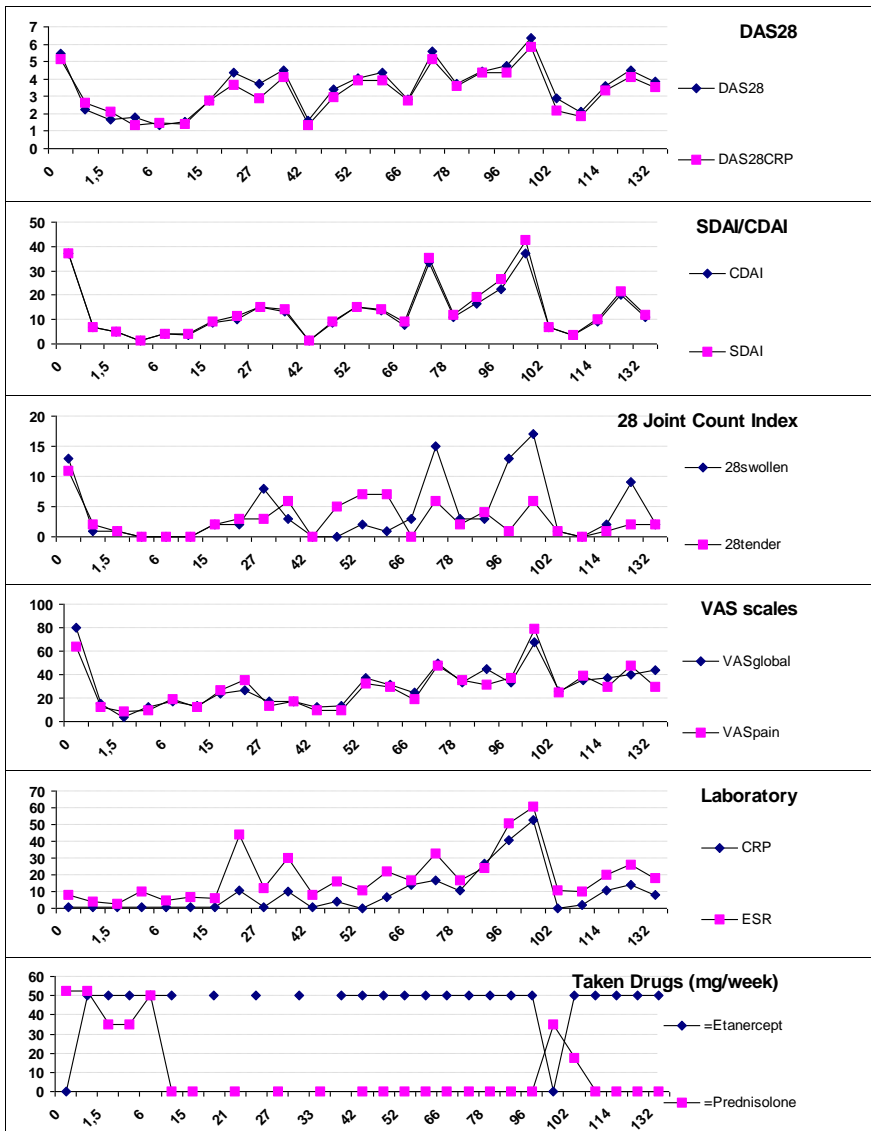 DAS28
7
6
5
4
3
2
1
0
DAS28
DAS28CRP
0 1,5 6 15 27 42 52 66 78 96 102 114 132
SDAI/CDAI
50
40
30
20
10
0
CDAI
SDAI
0 1,5 6 15 27 42 52 66 78 96 102 114 132
28 Joint Count Index
20
15
10
5
0
28swollen
28tender
0 1,5 6 15 27 42 52 66 78 96 102 114 132
VAS scales
100
80
60
40
20
0
VASglobal
VASpain
0 1,5 6 15 27 42 52 66 78 96 102 114 132
Laboratory
70
60
50
40
30
20
10
0
CRP
ESR
0 1,5 6 15 27 42 52 66 78 96 102 114 132
Taken Drugs (mg/week)
60
50
40
30
20
10
0
=Etanercept
=Prednisolone
0 1,5 6 15 21 27 33 42 52 66 78 96 102 114 132